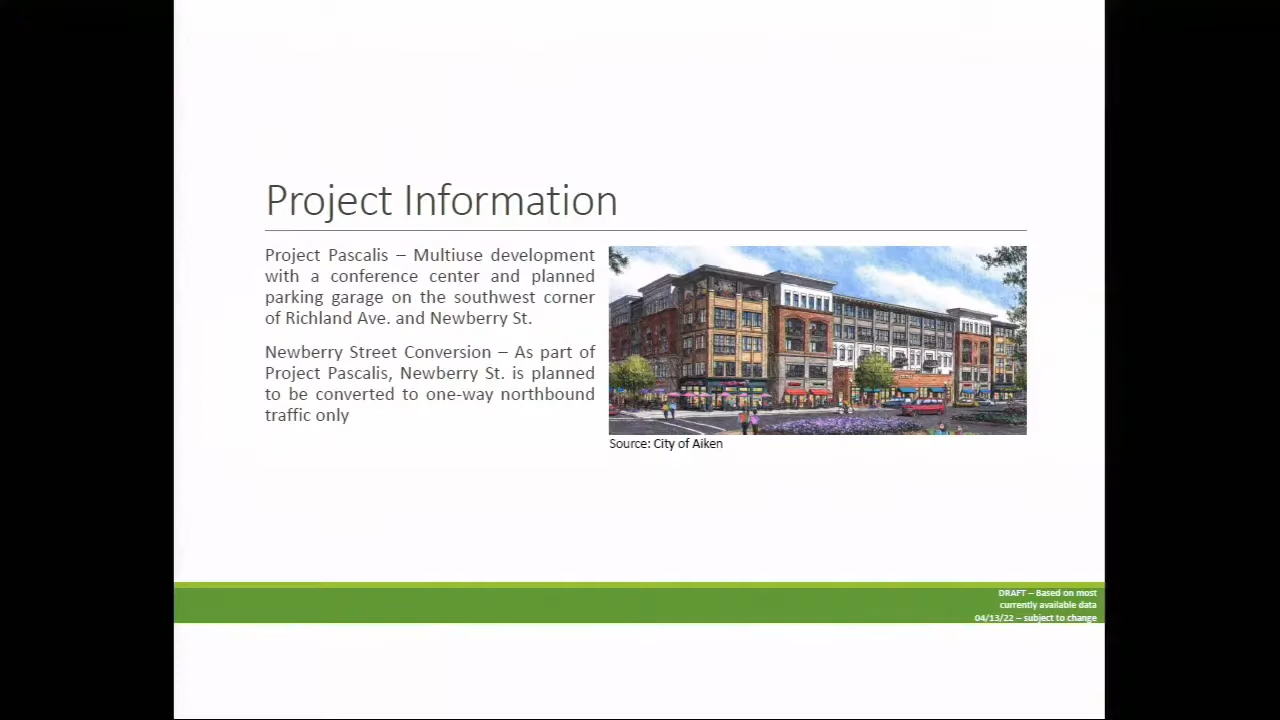 Project Information
Project Pascalis – Multiuse development
with a conference center and planned
parking garage on the southwest corner
of Richland Ave. and Newberry St.
Newberry Street Conversion – As part of
Project Pascalis, Newberry St. is planned
to be converted to one-way northbound
traffic only
Source: City of Aiken
DRAFT – Based on most
currently available data
04/13/22 – subject to change